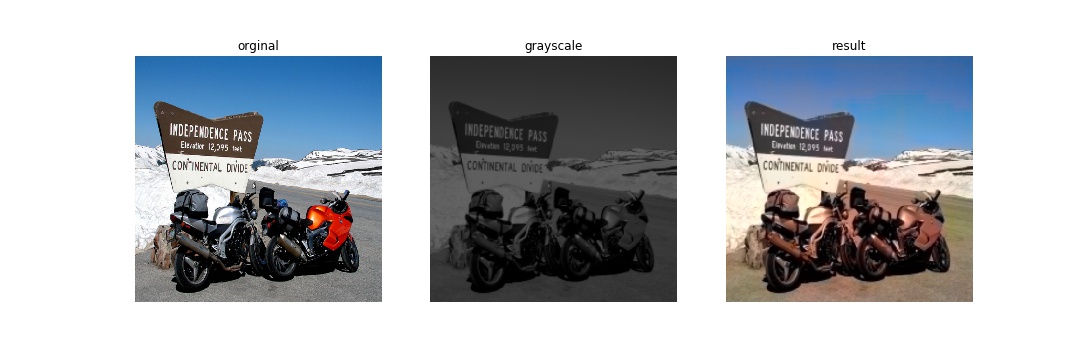 orginal
INDEPENDENCE PASS
Elevation 12,095 feet
CONTINENTAL DIVIDE
grayscale
INDEPENDENCE PASS
Elevation 12,095 feet
CONTINENTAL DIVIDE
result
INDEPENDENCE PASS
Elevation 12,095 feet
CONTINENTAL DIVIDE